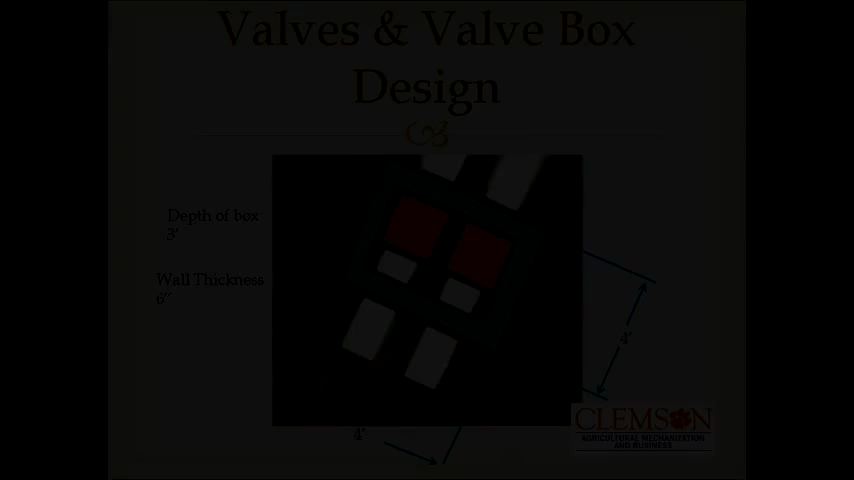 Valves & Valve Box
Design
Depth of box
3'
Wall Thickness
6"
4'
4'
CLEMSON
AGRICULTURAL MECHANIZATION
AND BUSINESS